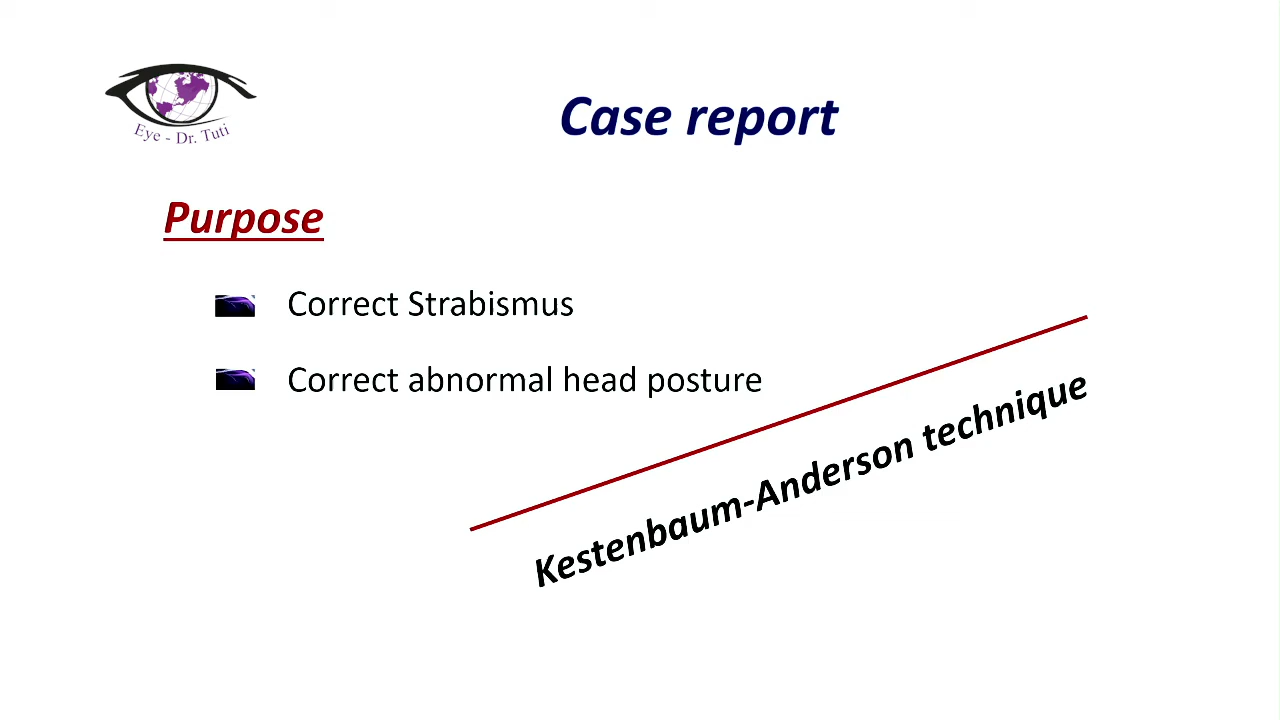 Eye - Dr. Tuti
Case report
Purpose
Correct Strabismus
Correct abnormal head posture
Kestenbaum-Anderson technique